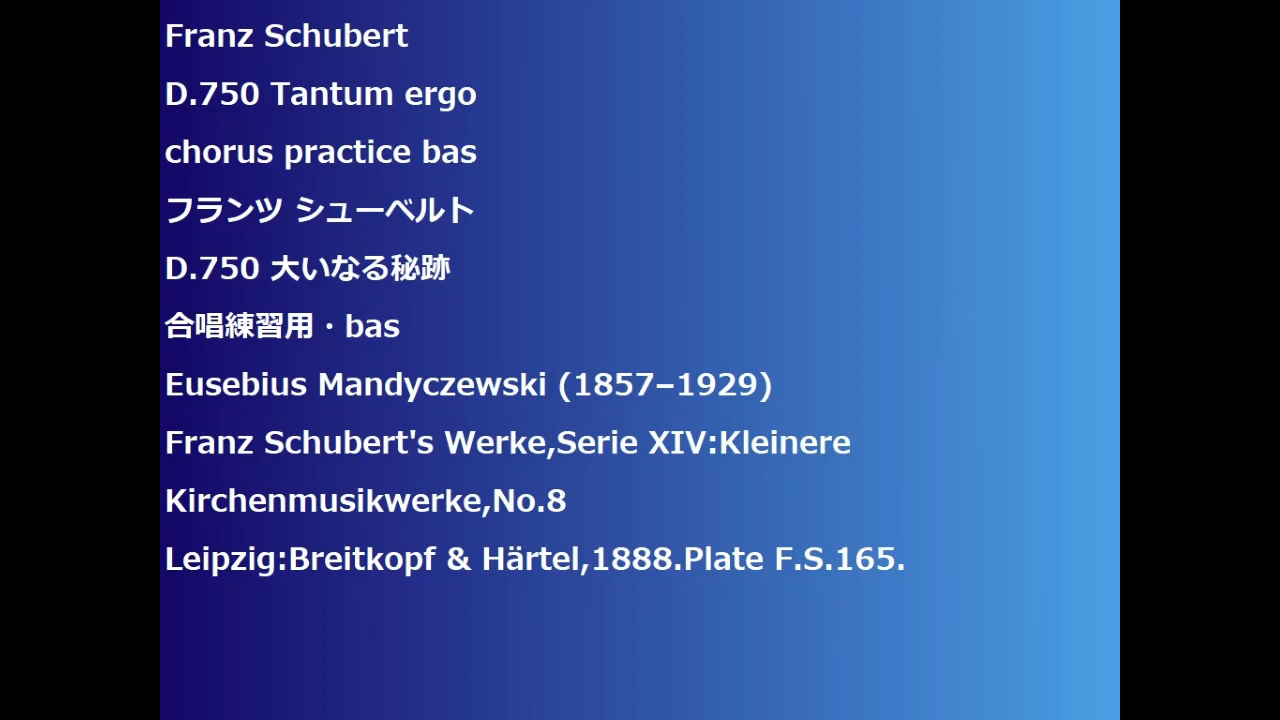 Franz Schubert
D.750 Tantum ergo
chorus practice bas
フランツ シューベルト
D.750 大いなる秘跡
合唱練習用・bas
Eusebius Mandyczewski (1857−1929)
Franz Schubert's Werke,Serie XIV:Kleinere
Kirchenmusikwerke,No.8
Leipzig:Breitkopf & Härtel,1888.Plate F.S.165.